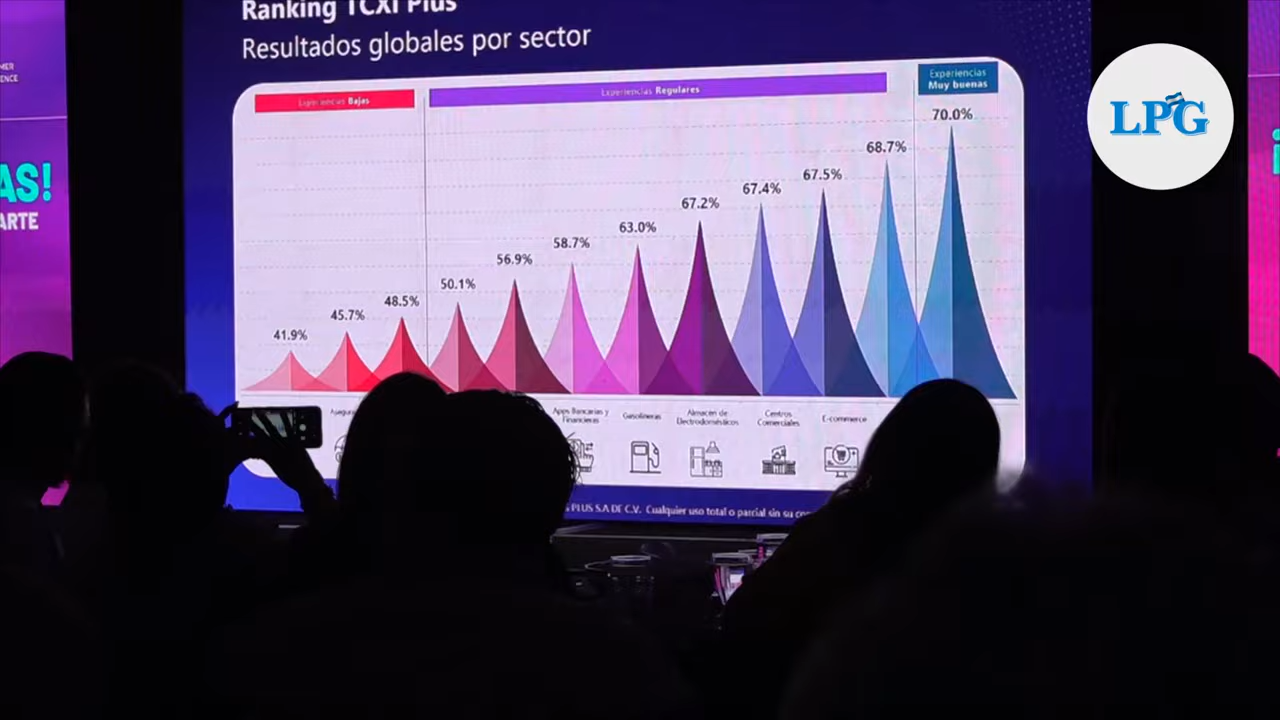 Ranking TCXI Plus
Resultados globales por sector
AS!
ARTE
LPG
Experiencias Bajas
Experiencias Regulares
Experiencias
Muy buenas
41.9%
45.7%
48.5%
50.1%
56.9%
58.7%
63.0%
67.2%
67.4%
67.5%
68.7%
70.0%
Apps Bancarias y
Financieras
Gasolineras
Almacén de
Electrodomésticos
Centros
Comerciales
E-commerce
PLUS S.A DE C.V. Cualquier uso total o parcial sin su